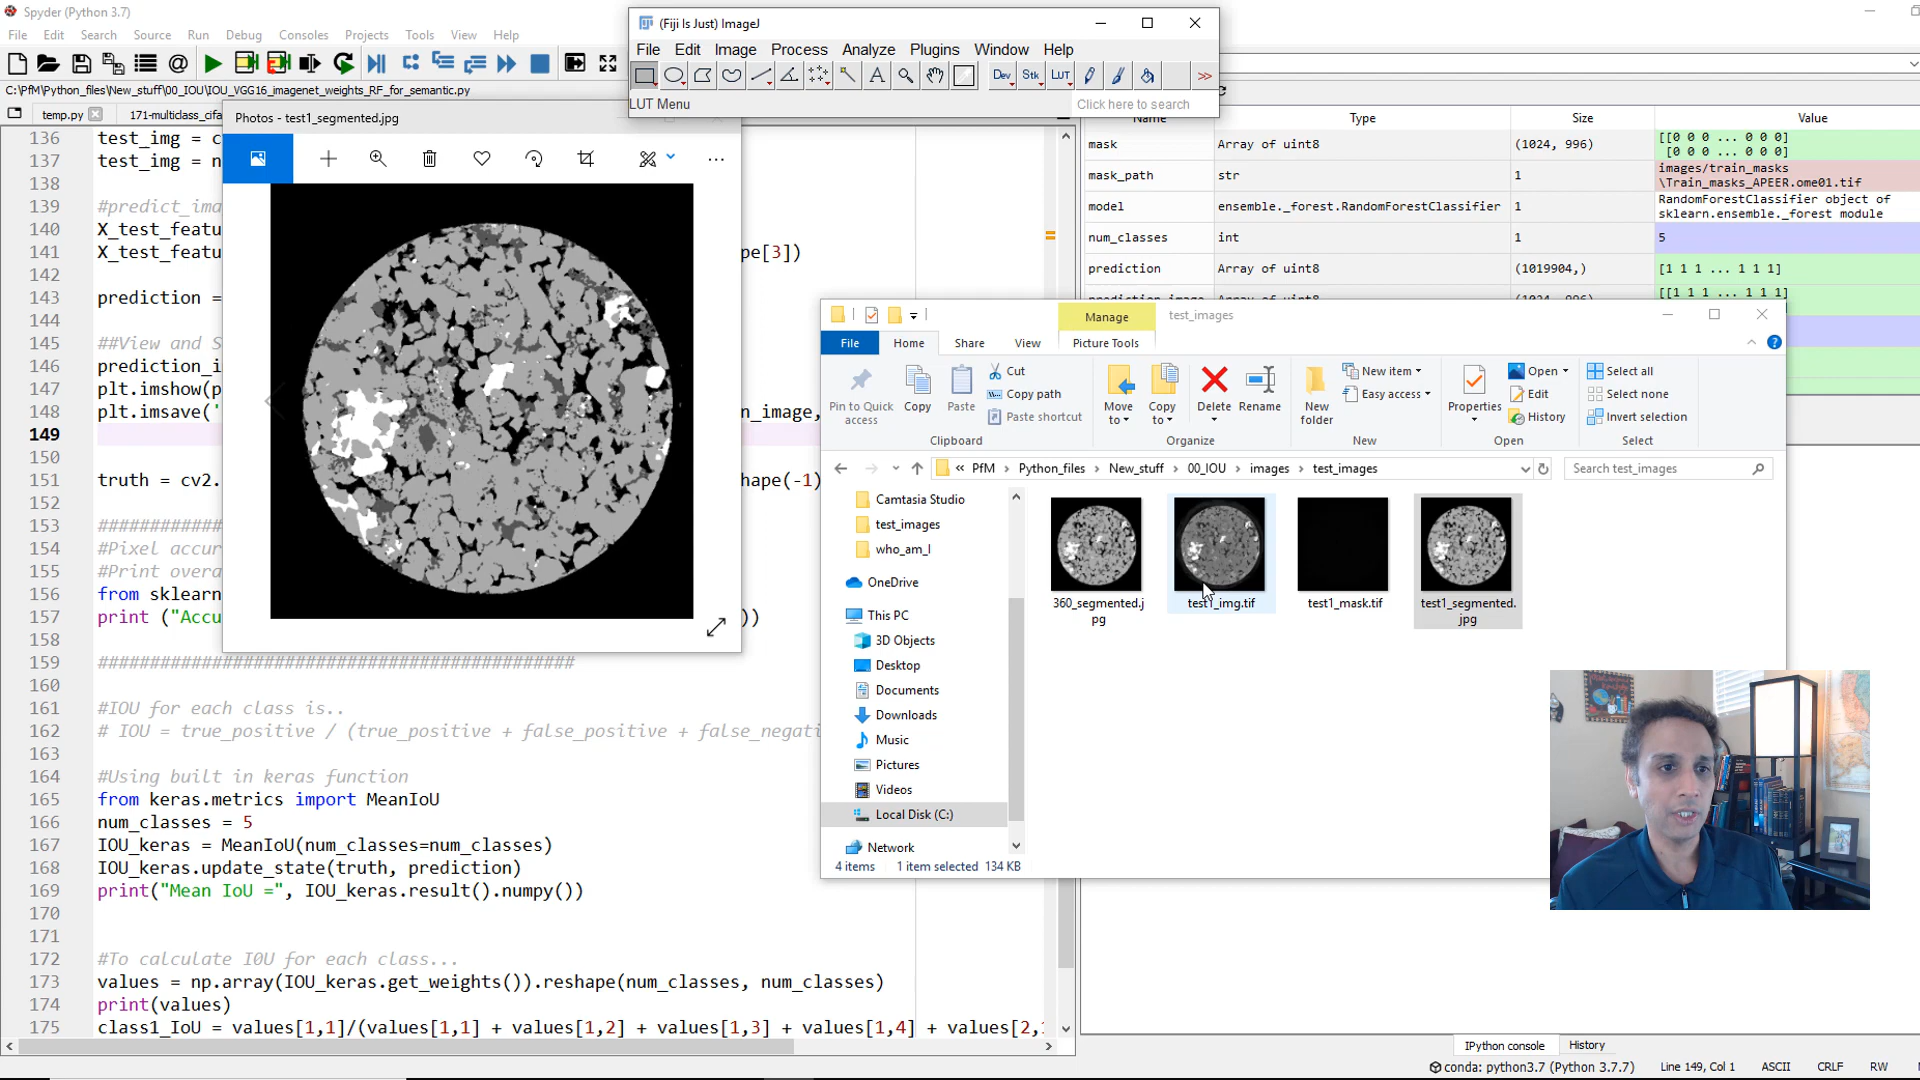 Spyder (Python 3.7)
File Edit Search Source Run Debug Consoles Projects Tools View Help
C:\PfM\Python_files\New_stuff\00_IOU\IOU_VGG16_imagenet_weights_RF_for_semantic.py
temp.py
171-multiclass_cifa
(Fiji Is Just) ImageJ
File Edit Image Process Analyze Plugins Window Help
Dev Stk LUT >>
LUT Menu
Click here to search
Photos - test1_segmented.jpg
136 test_img = c
137 test_img = n
138
139 #predict_ima
140 X_test_featu
141 X_test_featu pe[3])
142
143 prediction =
144
145 ##View and S
146 prediction_i
147 plt.imshow(p
148 plt.imsave(' n_image,
149
150
151 truth = cv2. hape(-1)
152
153 ############
154 #Pixel accur
155 #Print overa
156 from sklearn
157 print ("Accu ))
158
159 ##############################################
160
161 #IOU for each class is..
162 # IOU = true_positive / (true_positive + false_positive + false_negati
163
164 #Using built in keras function
165 from keras.metrics import MeanIoU
166 num_classes = 5
167 IOU_keras = MeanIoU(num_classes=num_classes)
168 IOU_keras.update_state(truth, prediction)
169 print("Mean IoU =", IOU_keras.result().numpy())
170
171
172 #To calculate I0U for each class...
173 values = np.array(IOU_keras.get_weights()).reshape(num_classes, num_classes)
174 print(values)
175 class1_IoU = values[1,1]/(values[1,1] + values[1,2] + values[1,3] + values[1,4] + values[2,1
Name Type Size Value
mask Array of uint8 (1024, 996) [[0 0 0 ... 0 0 0]
[0 0 0 ... 0 0 0]
mask_path str 1 images/train_masks
\Train_masks_APEER.ome01.tif
model ensemble._forest.RandomForestClassifier 1 RandomForestClassifier object of
sklearn.ensemble._forest module
num_classes int 1 5
prediction Array of uint8 (1019904,) [1 1 1 ... 1 1 1]
prediction_image Array of uint8 (1024, 996) [[1 1 1 ... 1 1 1]
Manage
test_images
File Home Share View Picture Tools
Pin to Quick
access
Copy
Paste
Cut
Copy path
Paste shortcut
Move
to
Copy
to
Delete
Rename
New
folder
New item
Easy access
Properties
Open
Edit
History
Select all
Select none
Invert selection
Clipboard Organize New Open Select
« PfM > Python_files > New_stuff > 00_IOU > images > test_images
Search test_images
Camtasia Studio
test_images
who_am_I
OneDrive
This PC
3D Objects
Desktop
Documents
Downloads
Music
Pictures
Videos
Local Disk (C:)
Network
360_segmented.j
pg
test1_img.tif
test1_mask.tif
test1_segmented.
jpg
4 items 1 item selected 134 KB
IPython console History
conda: python3.7 (Python 3.7.7) Line 149, Col 1 ASCII CRLF RW